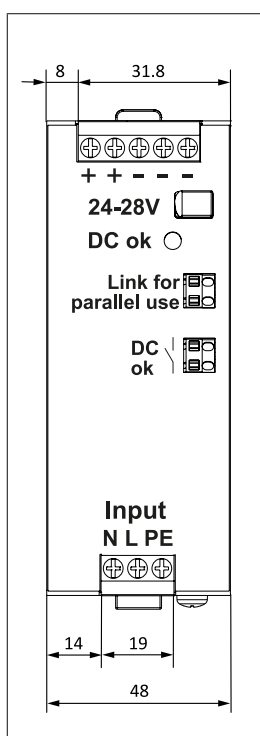 8 31.8
+ + - - -
24-28V
DC ok
Link for
parallel use
DC
ok
Input
N L PE
14 19
48